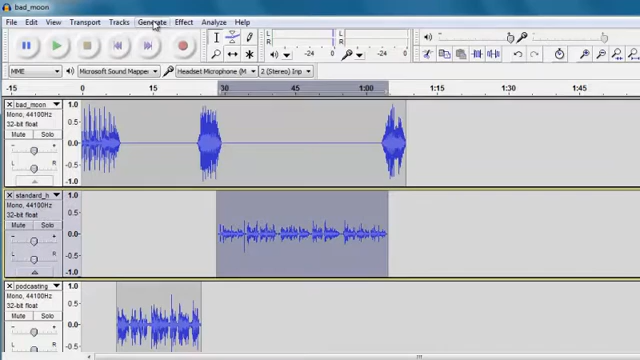 bad_moon
File Edit View Transport Tracks Generate Effect Analyze Help
L
R
MME Microsoft Sound Mapper Headset Microphone (M 2 (Stereo) Inp
-15 0 15 30 45 1:00 1:15 1:30 1:45
bad_moon 1.0
Mono, 44100Hz
32-bit float 0.5
Mute Solo
0.0
L R
-0.5
-1.0
standard_h 1.0
Mono, 44100Hz
32-bit float 0.5
Mute Solo
0.0
L R
-0.5
-1.0
podcasting 1.0
Mono, 44100Hz
32-bit float 0.5
Mute Solo
0.0
L R
-0.5